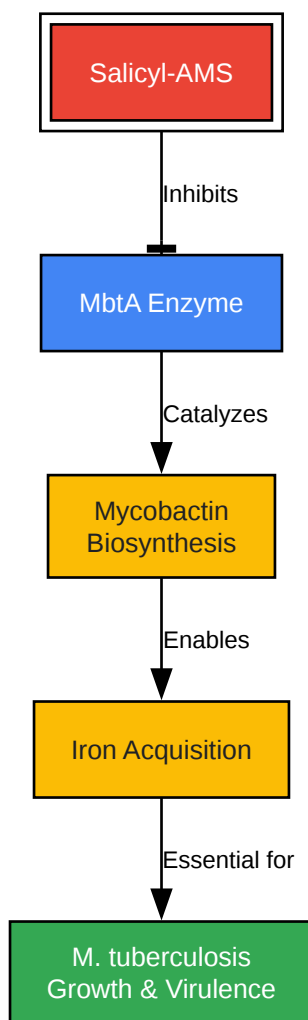 Salicyl-AMS
Inhibits
MbtA Enzyme
Catalyzes
Mycobactin
Biosynthesis
Enables
Iron Acquisition
Essential for
M. tuberculosis
Growth & Virulence